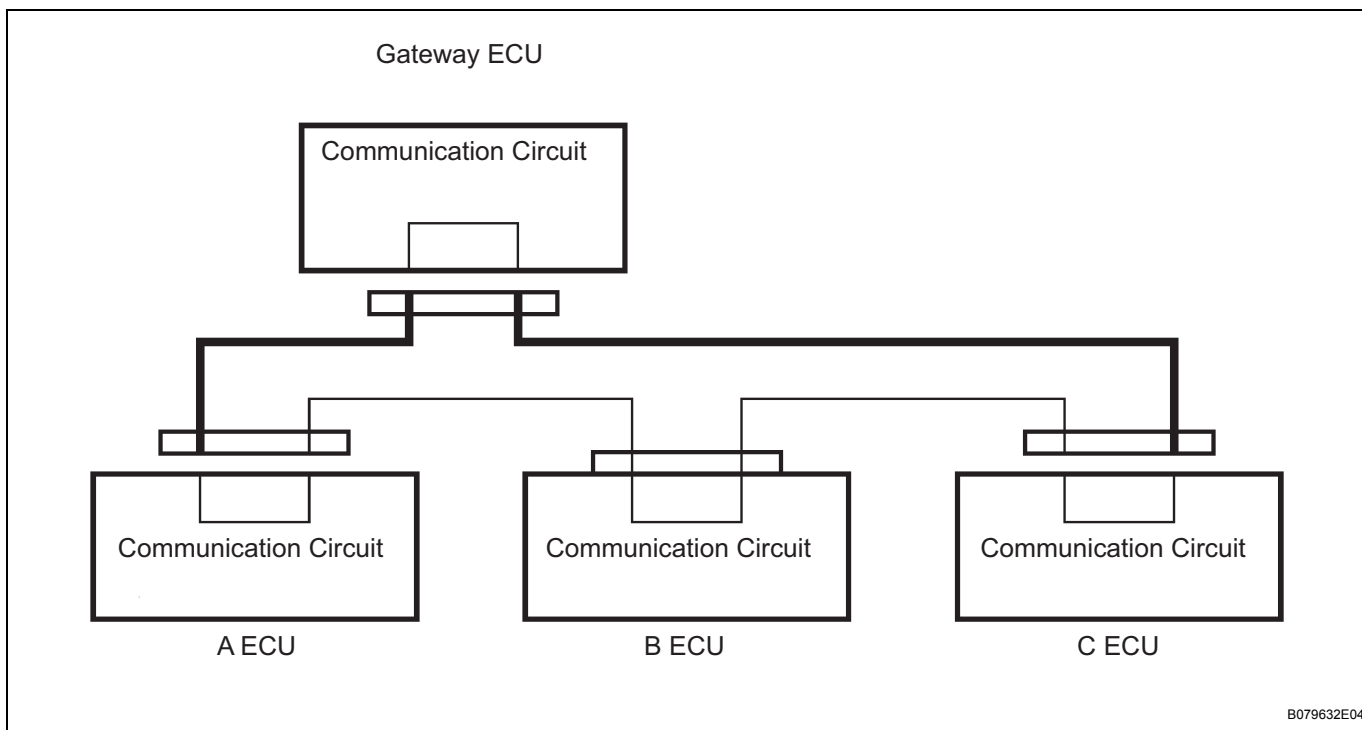 Gateway ECU
Communication Circuit
Communication Circuit
Communication Circuit
Communication Circuit
A ECU
B ECU
C ECU
B079632E04